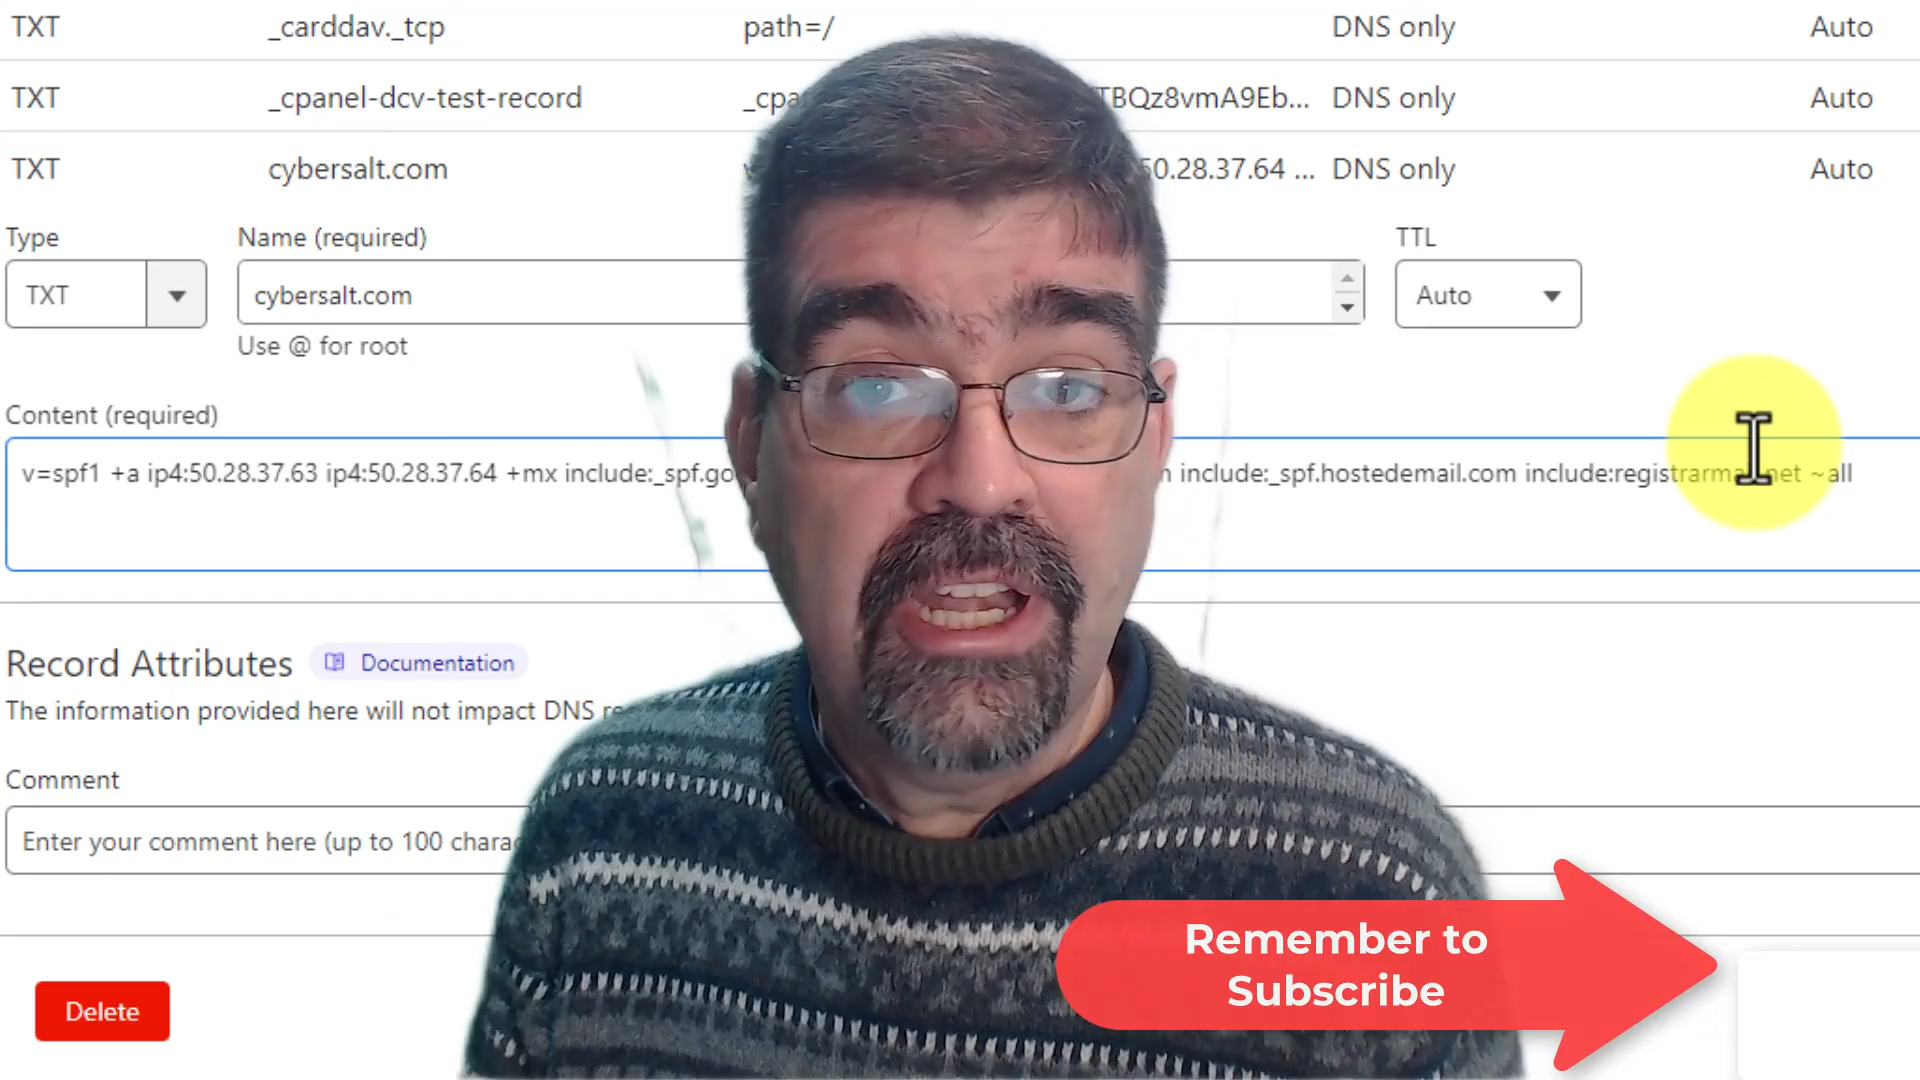 TXT _carddav._tcp path=/ DNS only Auto
TXT _cpanel-dcv-test-record _cpa TBQz8vmA9Eb... DNS only Auto
TXT cybersalt.com 50.28.37.64 ... DNS only Auto
Type Name (required) TTL
TXT cybersalt.com Auto
Use @ for root
Content (required)
v=spf1 +a ip4:50.28.37.63 ip4:50.28.37.64 +mx include:_spf.go include:_spf.hostedemail.com ~all
Record Attributes Documentation
The information provided here will not impact DNS re
Comment
Enter your comment here (up to 100 charac
Remember to
Subscribe
Delete